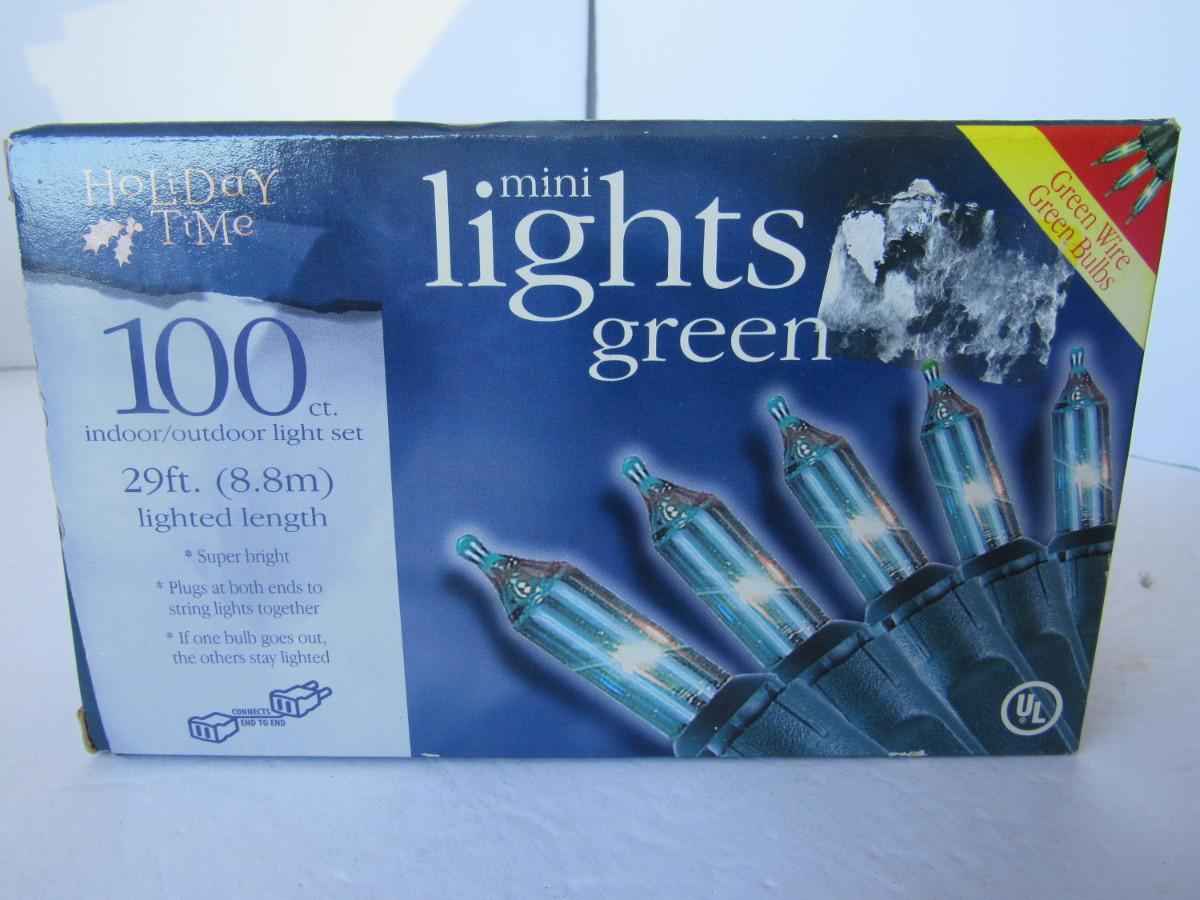 HOLiDaY
TiMe
mini
lights
green
Green Wire
Green Bulbs
100 ct.
indoor/outdoor light set
29ft. (8.8m)
lighted length
* Super bright
* Plugs at both ends to
string lights together
* If one bulb goes out,
the others stay lighted
CONNECTS
END TO END
UL